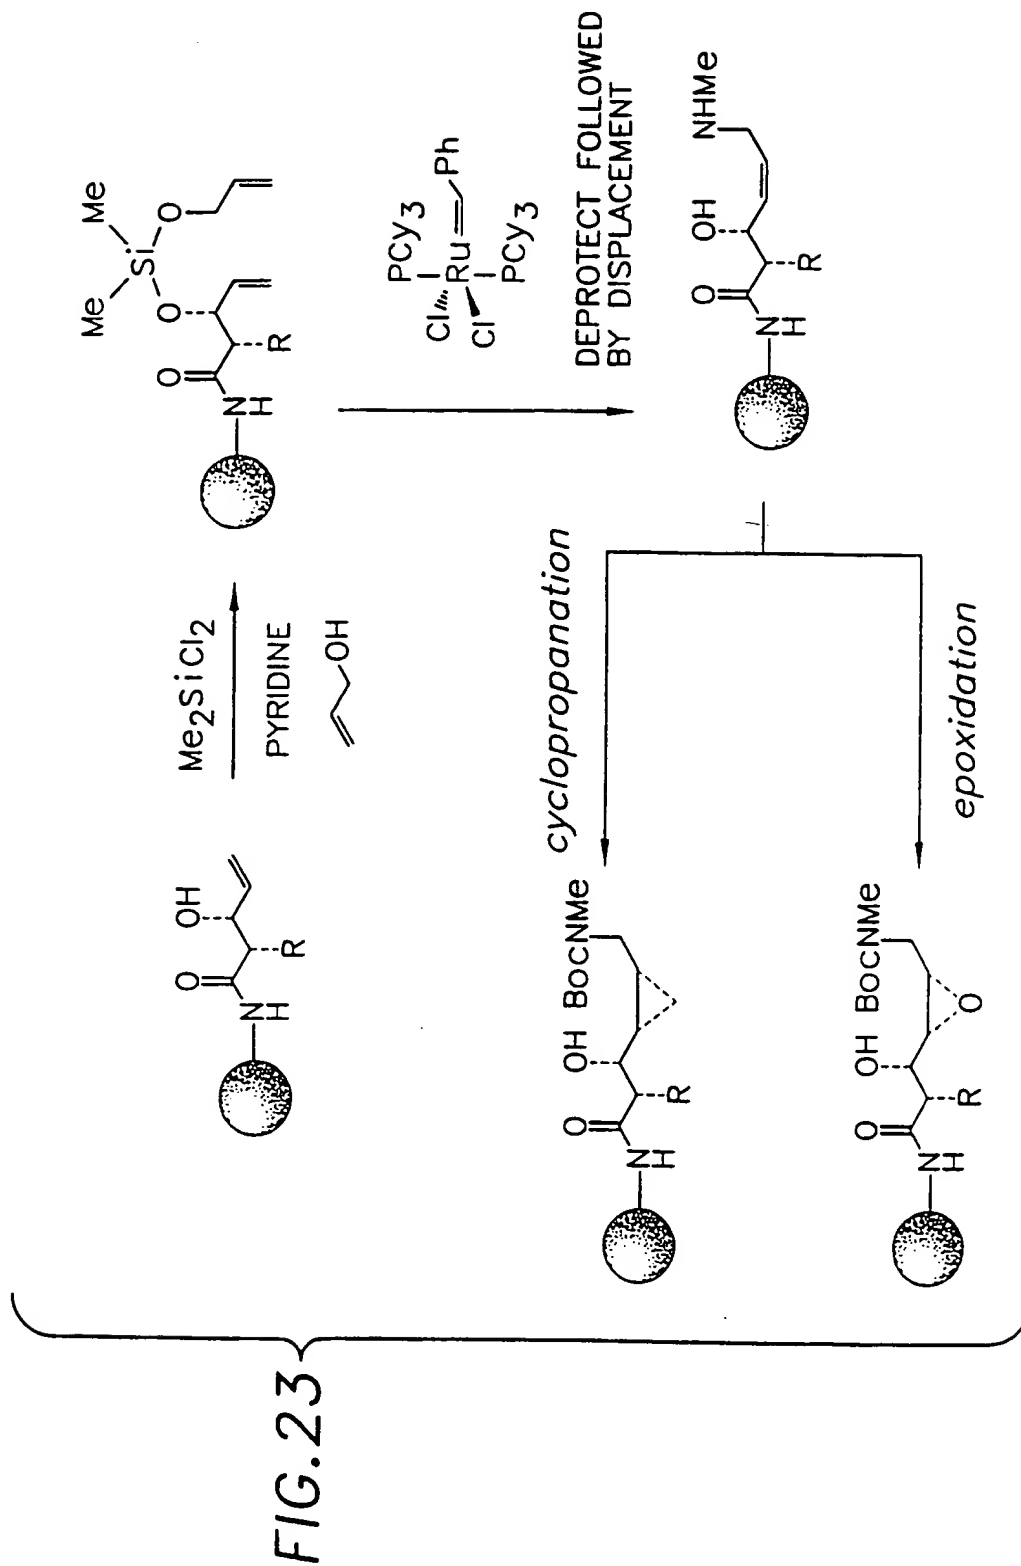 FIG. 23
OH
O
N
H
R
Me₂SiCl₂
PYRIDINE
OH
Me
Me
Si
O
O
O
N
H
R
PCy₃
Cl
Ru
Ph
Cl
PCy₃
DEPROTECT FOLLOWED
BY DISPLACEMENT
NHMe
OH
O
N
H
R
cyclopropanation
epoxidation
OH BocNMe
O
N
H
R
OH BocNMe
O
N
H
R
O